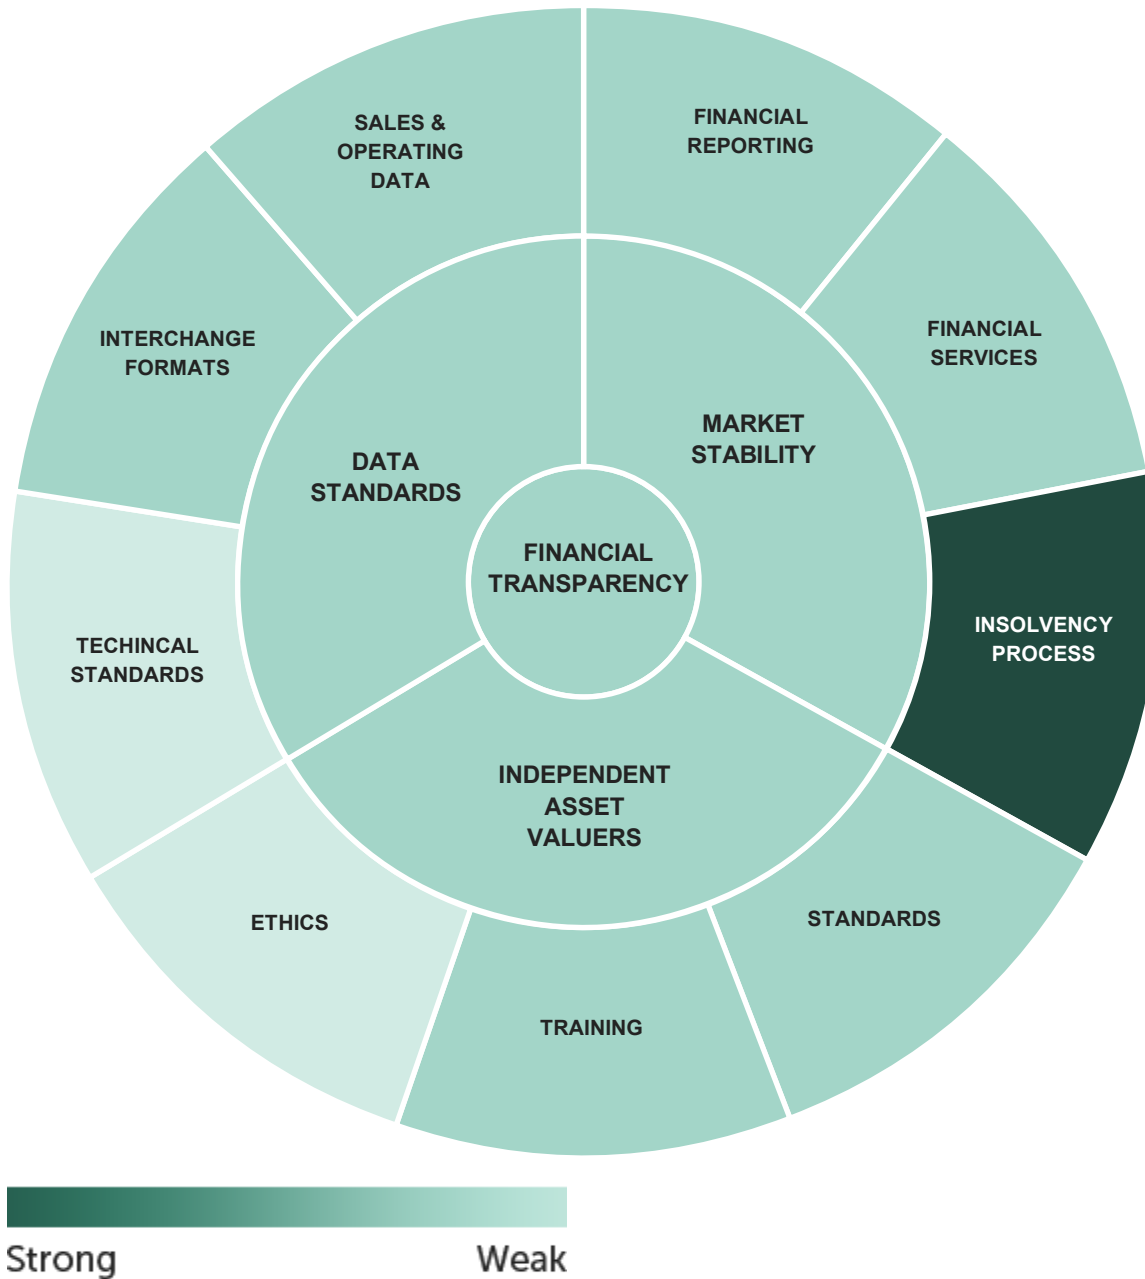 SALES &
OPERATING
DATA
FINANCIAL
REPORTING
INTERCHANGE
FORMATS
FINANCIAL
SERVICES
DATA
STANDARDS
MARKET
STABILITY
FINANCIAL
TRANSPARENCY
TECHINCAL
STANDARDS
INSOLVENCY
PROCESS
INDEPENDENT
ASSET
VALUERS
ETHICS
STANDARDS
TRAINING
Strong
Weak